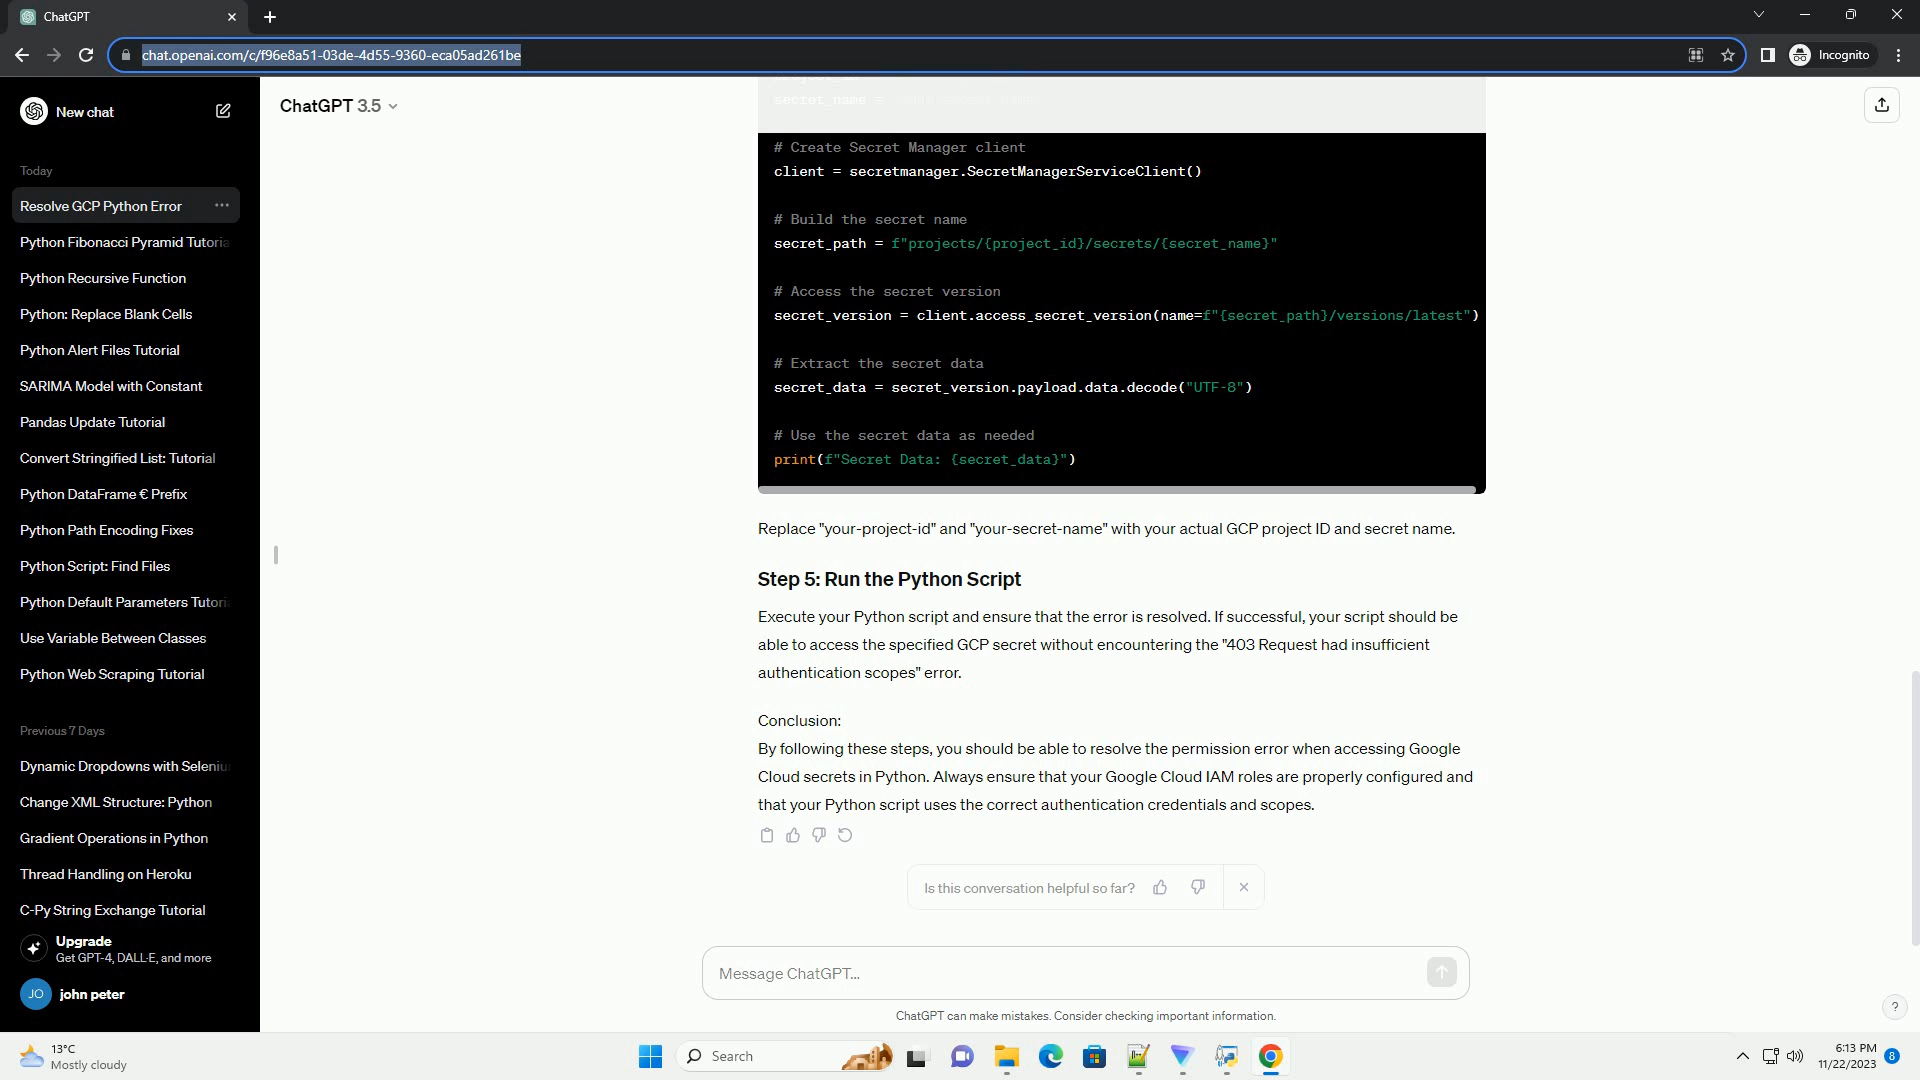 ChatGPT
chat.openai.com/c/f96e8a51-03de-4d55-9360-eca05ad261be
Incognito
New chat
Today
Resolve GCP Python Error
Python Fibonacci Pyramid Tutoria
Python Recursive Function
Python: Replace Blank Cells
Python Alert Files Tutorial
SARIMA Model with Constant
Pandas Update Tutorial
Convert Stringified List: Tutorial
Python DataFrame € Prefix
Python Path Encoding Fixes
Python Script: Find Files
Python Default Parameters Tutori
Use Variable Between Classes
Python Web Scraping Tutorial
Previous 7 Days
Dynamic Dropdowns with Seleniu
Change XML Structure: Python
Gradient Operations in Python
Thread Handling on Heroku
C-Py String Exchange Tutorial
Upgrade
Get GPT-4, DALL·E, and more
JO john peter
ChatGPT 3.5
secret_name =
# Create Secret Manager client
client = secretmanager.SecretManagerServiceClient()
# Build the secret name
secret_path = f"projects/{project_id}/secrets/{secret_name}"
# Access the secret version
secret_version = client.access_secret_version(name=f"{secret_path}/versions/latest")
# Extract the secret data
secret_data = secret_version.payload.data.decode("UTF-8")
# Use the secret data as needed
print(f"Secret Data: {secret_data}")
Replace "your-project-id" and "your-secret-name" with your actual GCP project ID and secret name.
Step 5: Run the Python Script
Execute your Python script and ensure that the error is resolved. If successful, your script should be
able to access the specified GCP secret without encountering the "403 Request had insufficient
authentication scopes" error.
Conclusion:
By following these steps, you should be able to resolve the permission error when accessing Google
Cloud secrets in Python. Always ensure that your Google Cloud IAM roles are properly configured and
that your Python script uses the correct authentication credentials and scopes.
Is this conversation helpful so far?
Message ChatGPT...
ChatGPT can make mistakes. Consider checking important information.
?
13°C
Mostly cloudy
Search
6:13 PM
11/22/2023
8